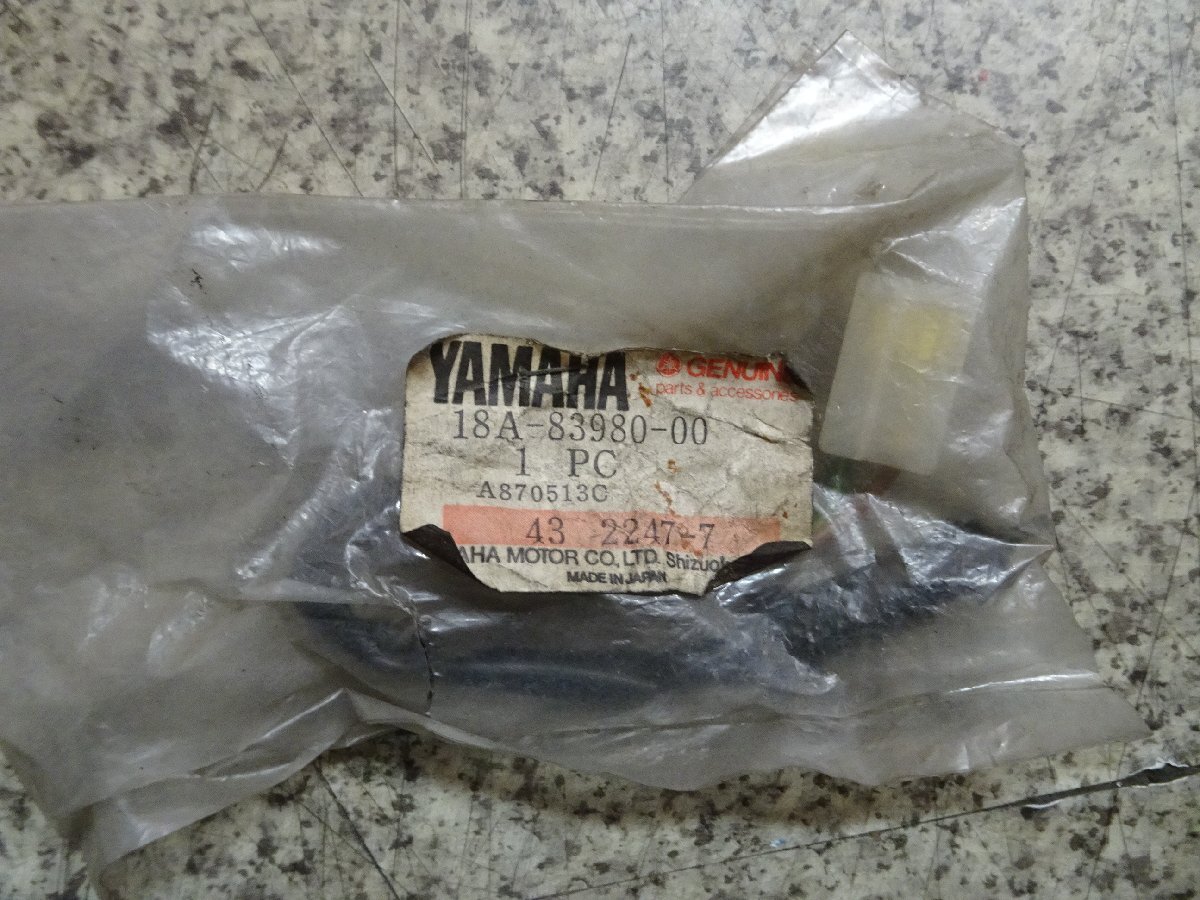 YAMAHA GENUIN
parts & accessories
18A-83980-00
1 PC
A870513C
43 2247-7
AHA MOTOR CO., LTD. Shizuo
MADE IN JAPAN